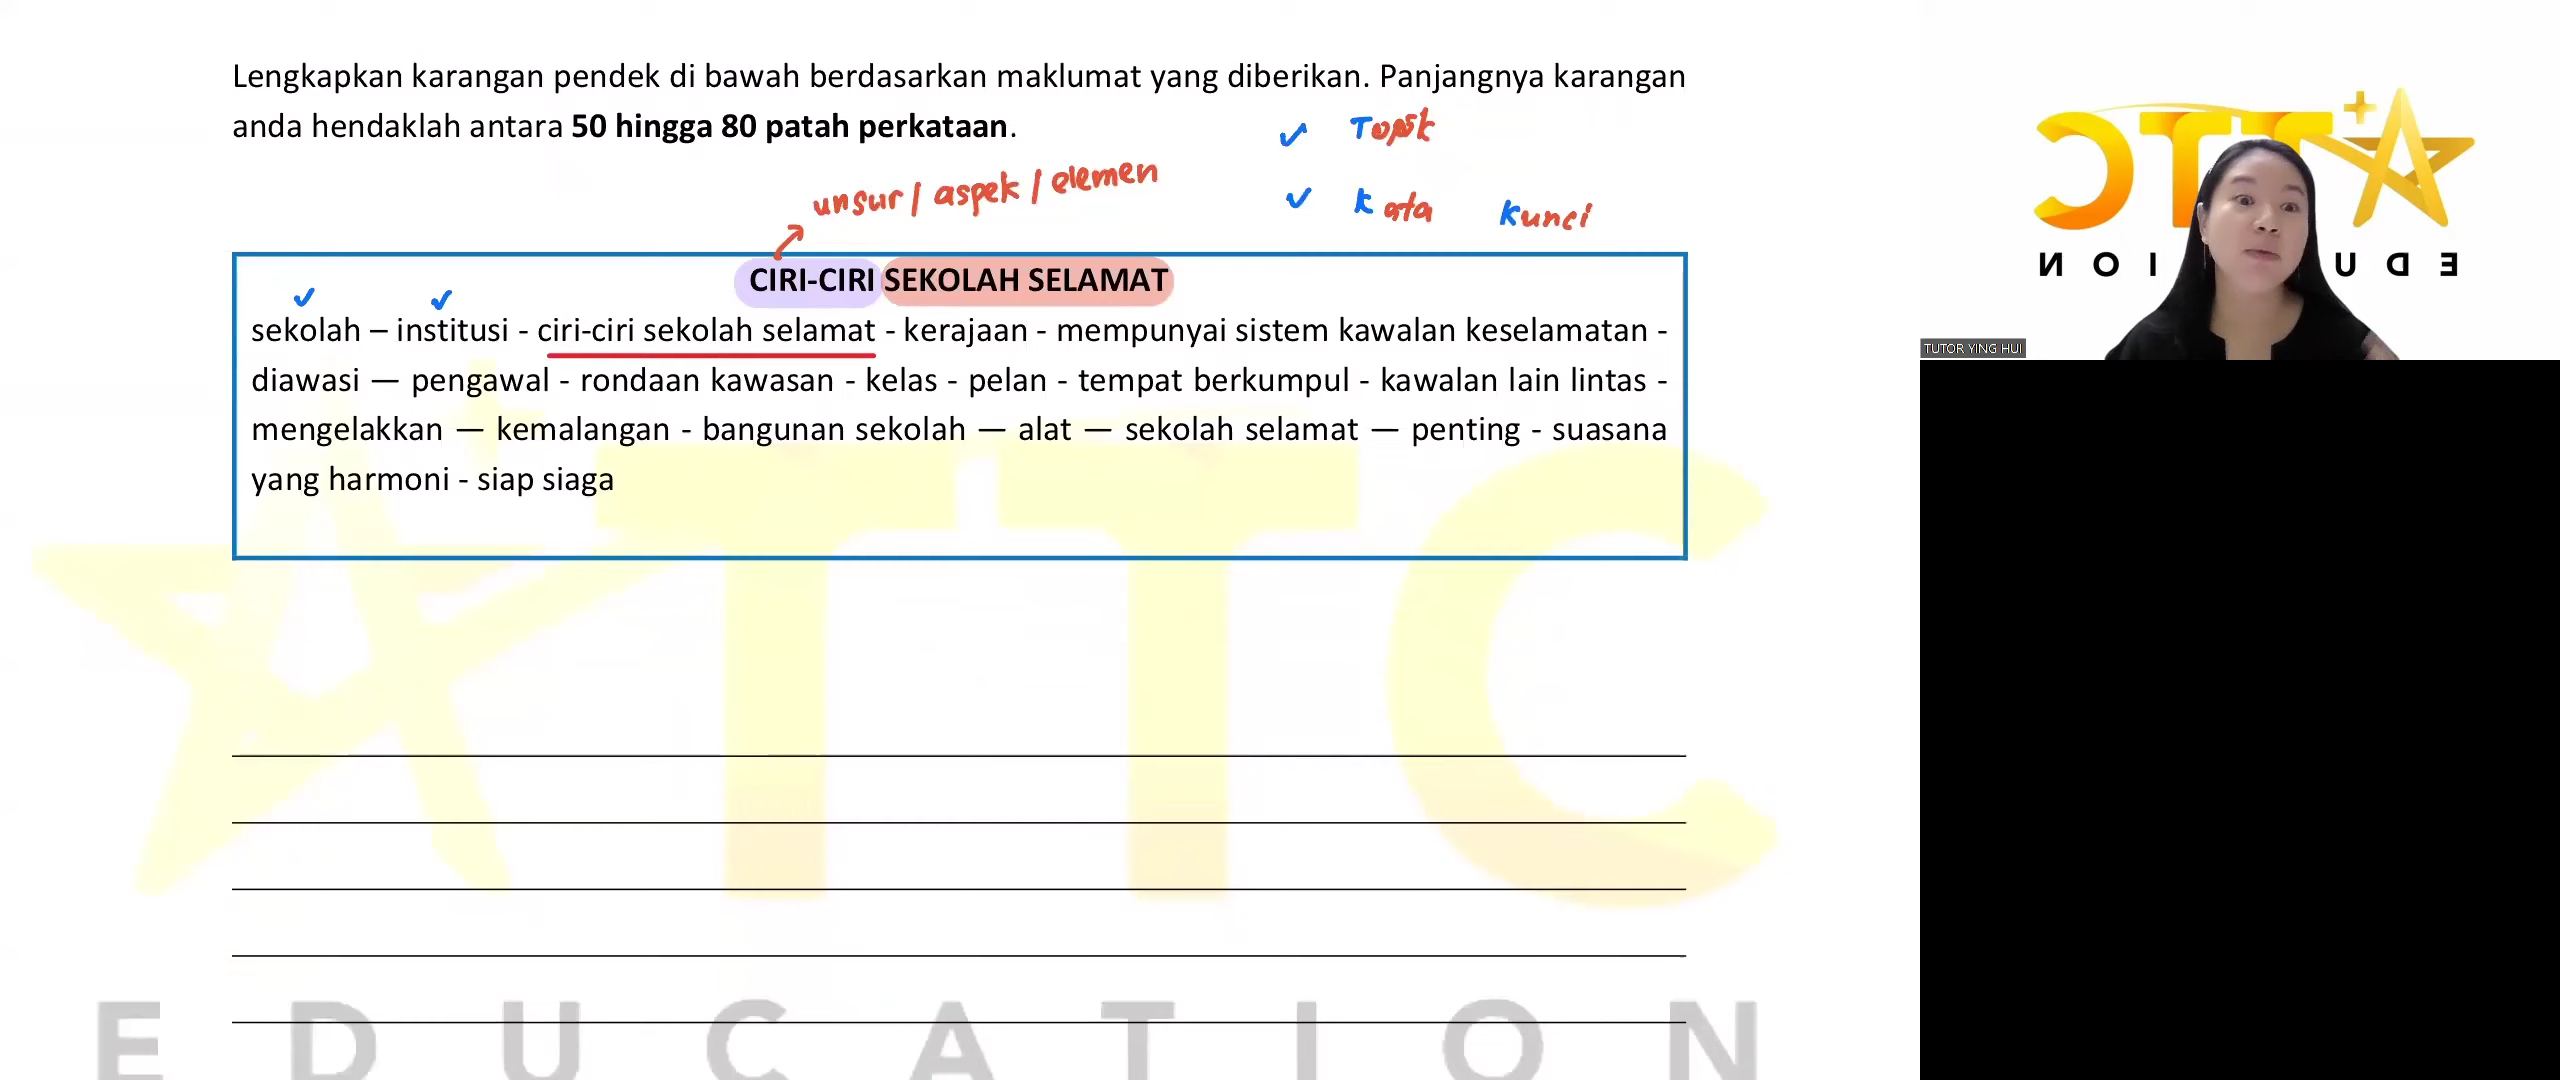 Lengkapkan karangan pendek di bawah berdasarkan maklumat yang diberikan. Panjangnya karangan
anda hendaklah antara 50 hingga 80 patah perkataan.
✓ Topik
unsur / aspek / elemen
✓ Kata Kunci
CIRI-CIRI SEKOLAH SELAMAT
sekolah – institusi - ciri-ciri sekolah selamat - kerajaan - mempunyai sistem kawalan keselamatan -
diawasi — pengawal - rondaan kawasan - kelas - pelan - tempat berkumpul - kawalan lain lintas -
mengelakkan — kemalangan - bangunan sekolah — alat — sekolah selamat — penting - suasana
yang harmoni - siap siaga
TTC
EDUCATION
TUTOR YING HUI